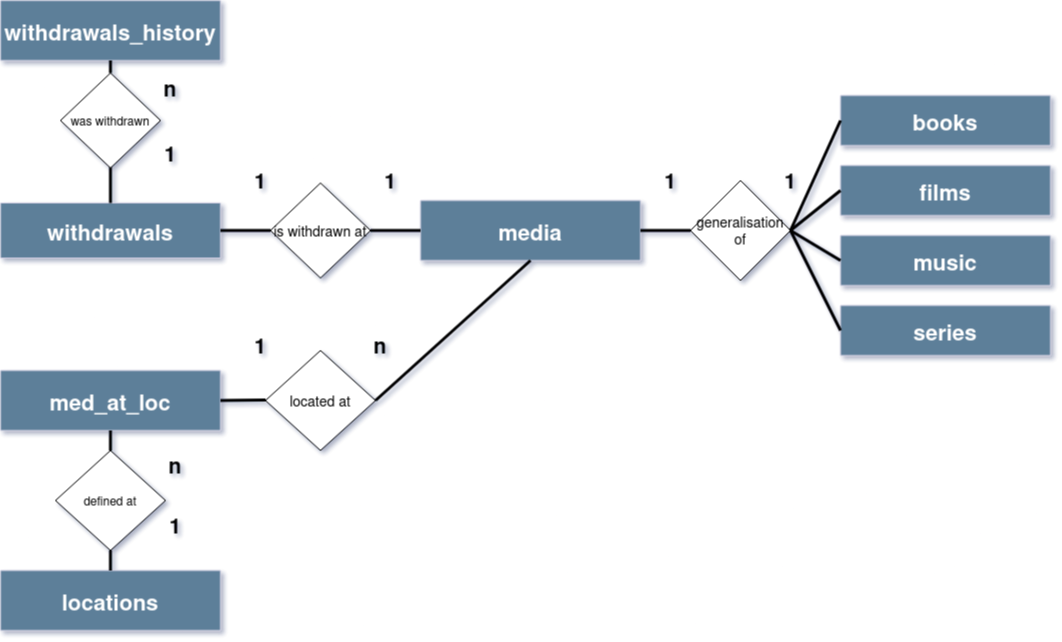 withdrawals_history
n
was withdrawn
1
withdrawals
1
is withdrawn at
1
media
1
generalisation
of
1
books
films
music
series
med_at_loc
1
located at
n
n
defined at
1
locations